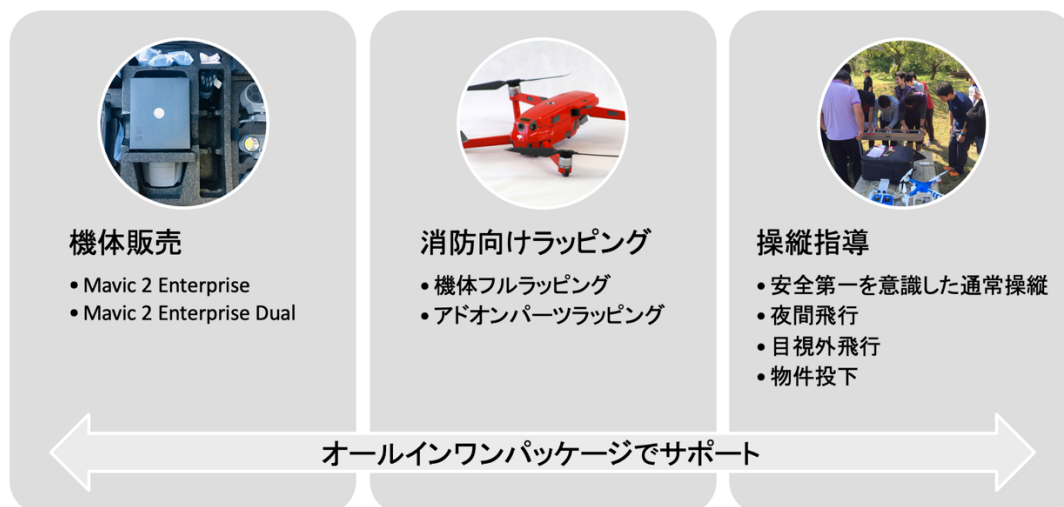 機体販売
• Mavic 2 Enterprise
• Mavic 2 Enterprise Dual
消防向けラッピング
• 機体フルラッピング
• アドオンパーツラッピング
操縦指導
• 安全第一を意識した通常操縦
• 夜間飛行
• 目視外飛行
• 物件投下
オールインワンパッケージでサポート